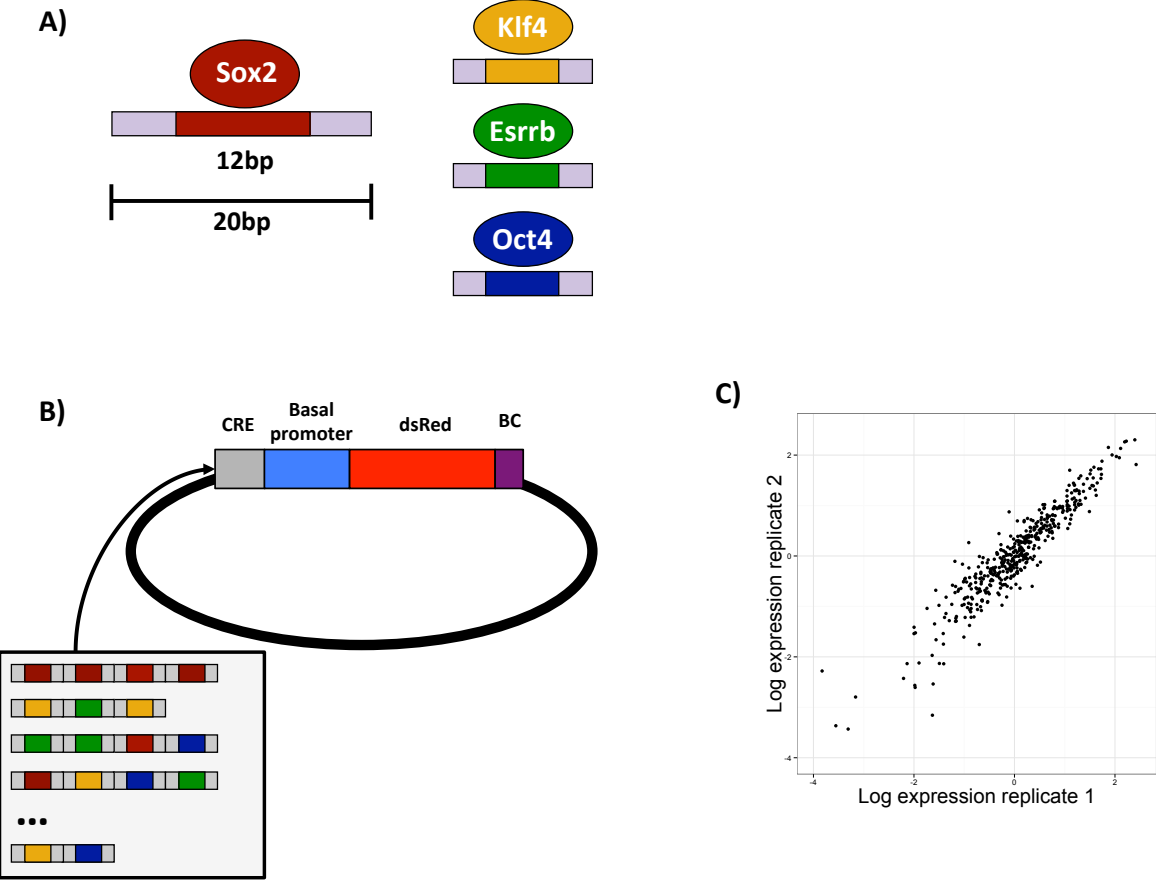 A)
Sox2
12bp
20bp
Klf4
Esrrb
Oct4
B)
CRE
Basal
promoter
dsRed
BC
...
C)
Log expression replicate 2
2
0
-2
-4
-4
-2
0
2
Log expression replicate 1